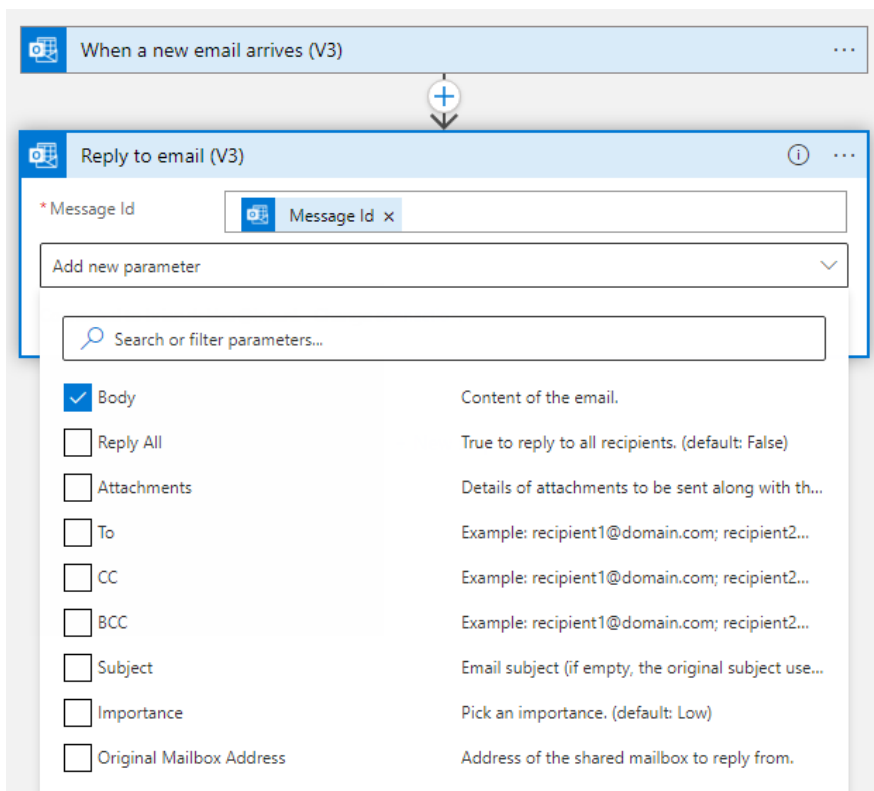 When a new email arrives (V3)
Reply to email (V3)
* Message Id
Message Id ×
Add new parameter
Search or filter parameters...
Body Content of the email.
Reply All True to reply to all recipients. (default: False)
Attachments Details of attachments to be sent along with th...
To Example: recipient1@domain.com; recipient2...
CC Example: recipient1@domain.com; recipient2...
BCC Example: recipient1@domain.com; recipient2...
Subject Email subject (if empty, the original subject use...
Importance Pick an importance. (default: Low)
Original Mailbox Address Address of the shared mailbox to reply from.